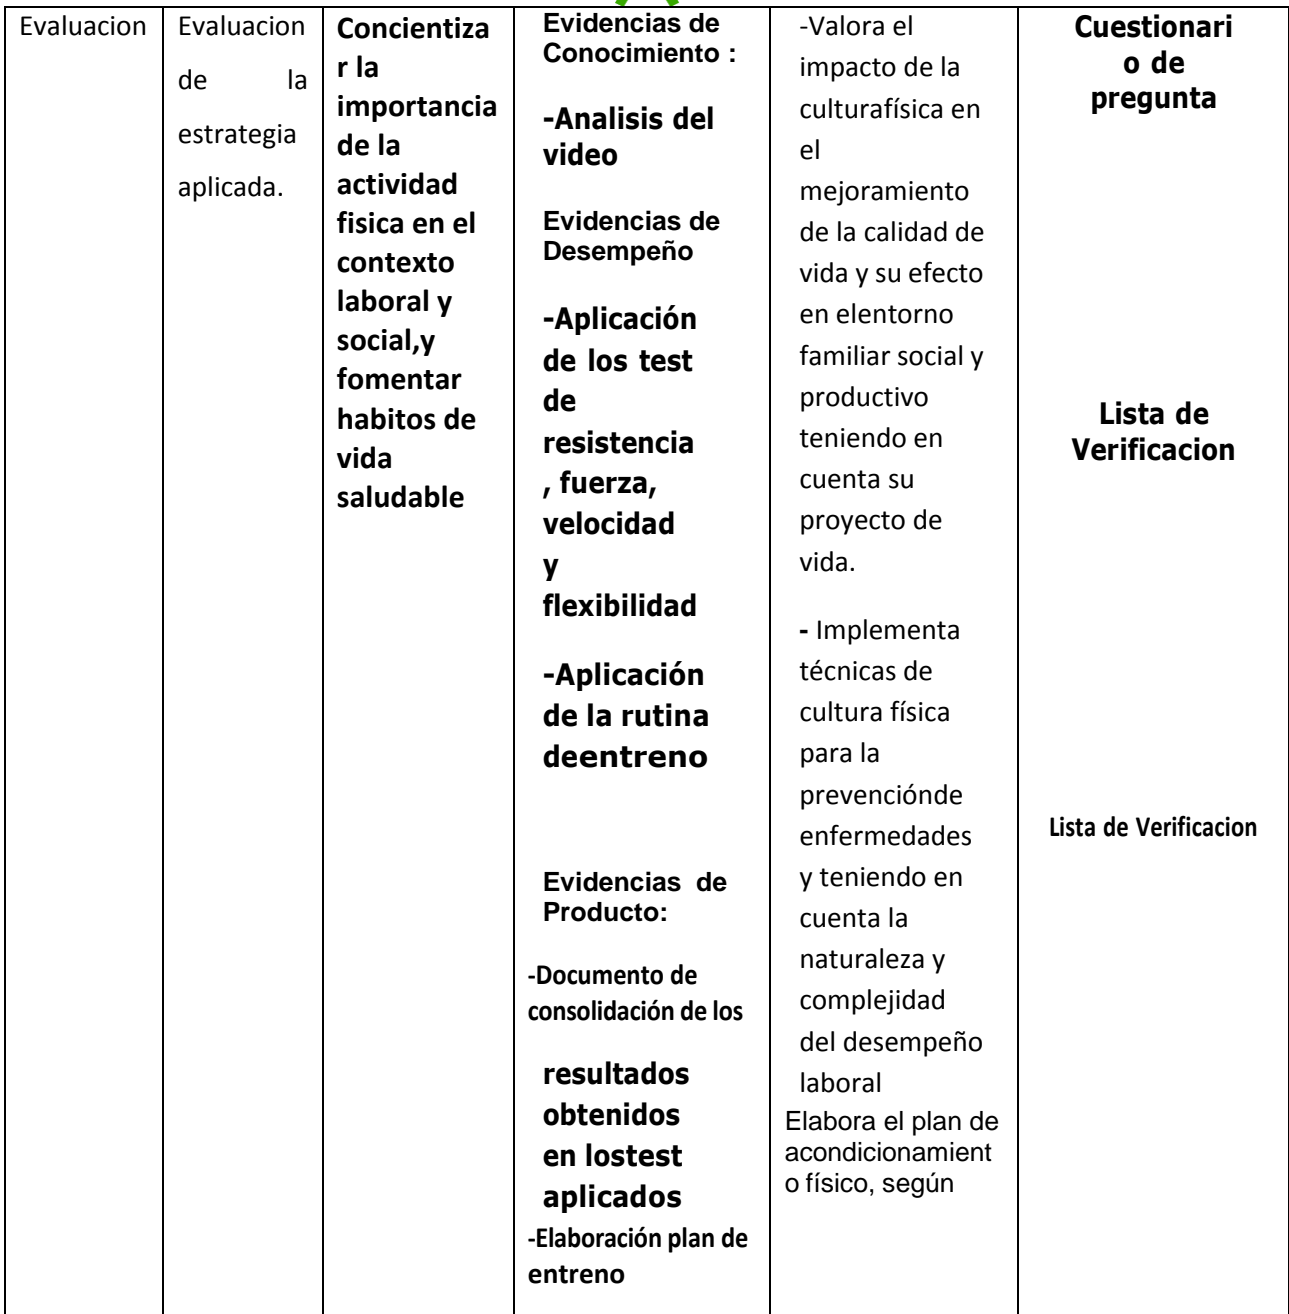 Evaluacion
Evaluacion
de la
estrategia
aplicada.
Concientiza
r la
importancia
de la
actividad
fisica en el
contexto
laboral y
social,y
fomentar
habitos de
vida
saludable
Evidencias de
Conocimiento :
-Analisis del
video
Evidencias de
Desempeño
-Aplicación
de los test
de
resistencia
, fuerza,
velocidad
y
flexibilidad
-Aplicación
de la rutina
deentreno
Evidencias de
Producto:
-Documento de
consolidación de los
resultados
obtenidos
en lostest
aplicados
-Elaboración plan de
entreno
-Valora el
impacto de la
culturafísica en
el
mejoramiento
de la calidad de
vida y su efecto
en elentorno
familiar social y
productivo
teniendo en
cuenta su
proyecto de
vida.
- Implementa
técnicas de
cultura física
para la
prevenciónde
enfermedades
y teniendo en
cuenta la
naturaleza y
complejidad
del desempeño
laboral
Elabora el plan de
acondicionamient
o físico, según
Cuestionari
o de
pregunta
Lista de
Verificacion
Lista de Verificacion